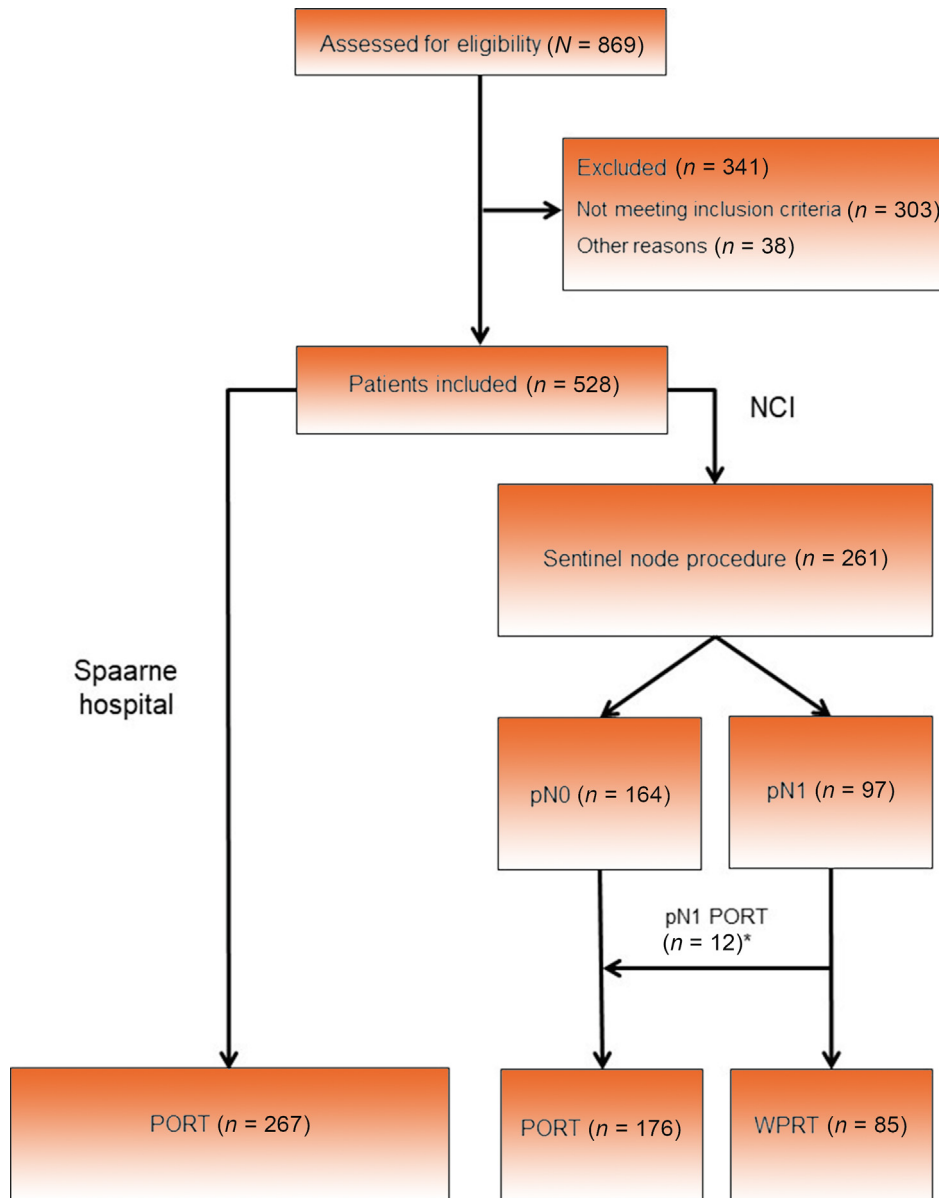 Assessed for eligibility (N = 869)
Excluded (n = 341)
Not meeting inclusion criteria (n = 303)
Other reasons (n = 38)
Patients included (n = 528)
NCI
Sentinel node procedure (n = 261)
Spaarne
hospital
pN0 (n = 164)
pN1 (n = 97)
pN1 PORT
(n = 12)*
PORT (n = 267)
PORT (n = 176)
WPRT (n = 85)